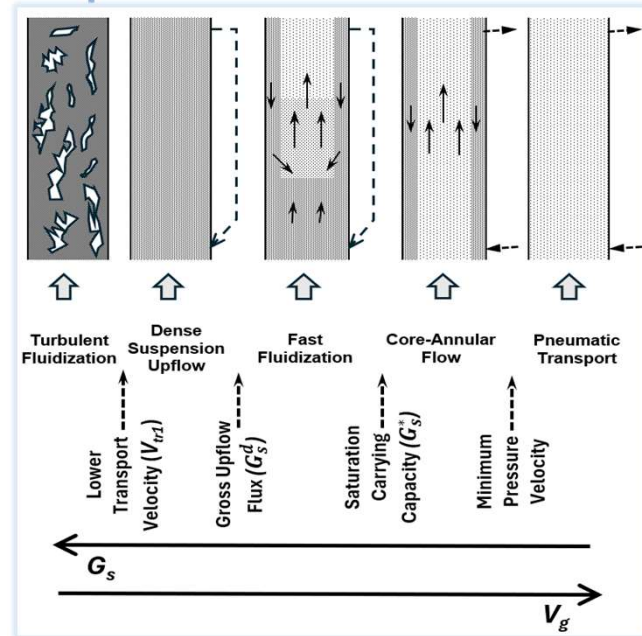 Turbulent
Fluidization
Dense
Suspension
Upflow
Fast
Fluidization
Core-Annular
Flow
Pneumatic
Transport
Lower
Transport
Velocity (V_tr1)
Gross Upflow
Flux (G_s^d)
Saturation
Carrying
Capacity (G_s^*)
Minimum
Pressure
Velocity
G_s
V_g